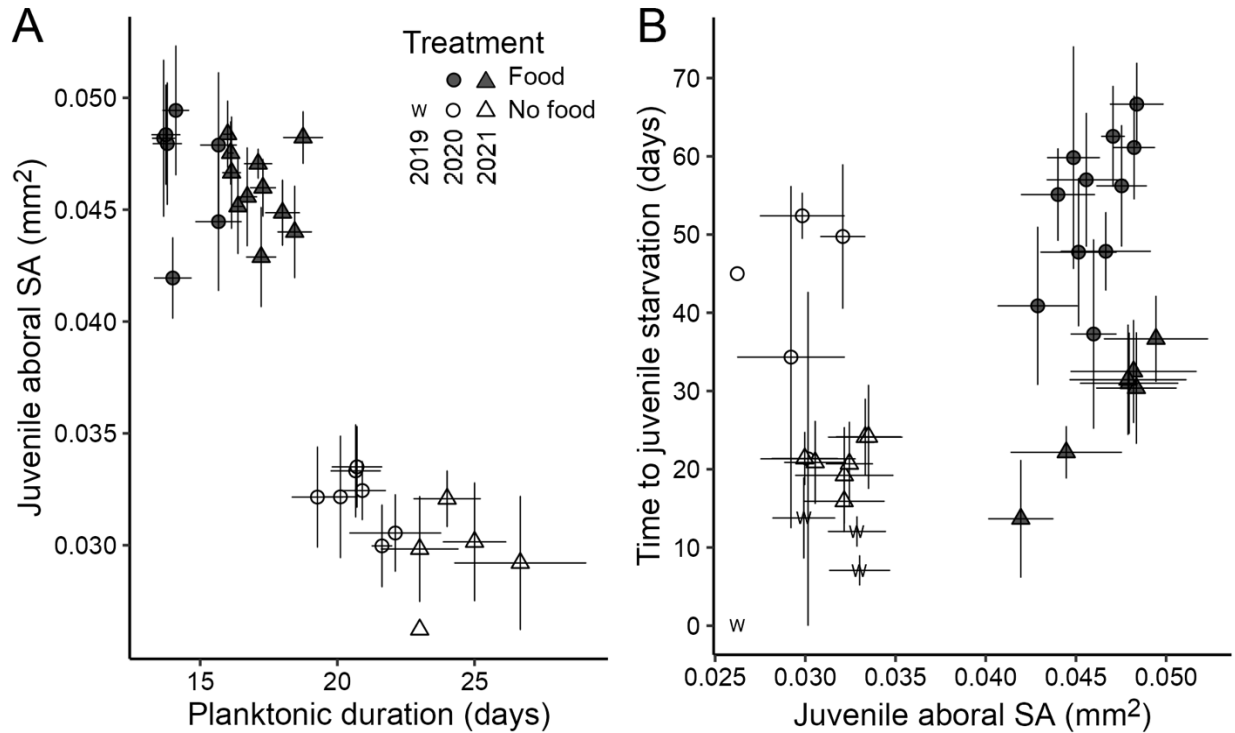 A
Treatment
Food
w No food
2019
2020
2021
Juvenile aboral SA (mm²)
0.050
0.045
0.040
0.035
0.030
15 20 25
Planktonic duration (days)
B
Time to juvenile starvation (days)
70
60
50
40
30
20
10
0
w
w
w
w
0.025 0.030 0.035 0.040 0.045 0.050
Juvenile aboral SA (mm²)